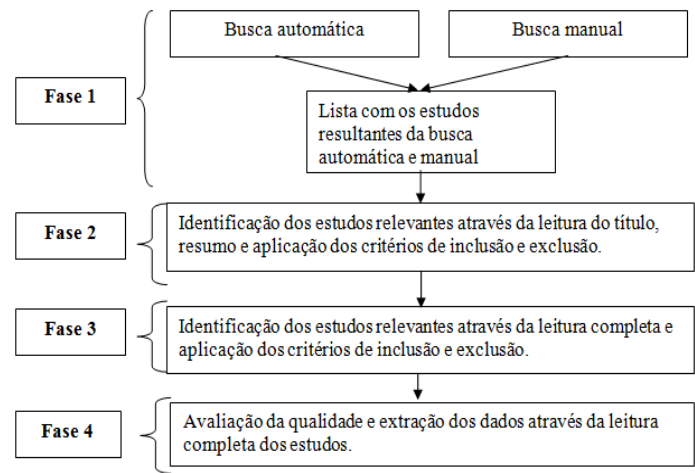 Busca automática
Busca manual
Fase 1
Lista com os estudos
resultantes da busca
automática e manual
Fase 2
Identificação dos estudos relevantes através da leitura do título,
resumo e aplicação dos critérios de inclusão e exclusão.
Fase 3
Identificação dos estudos relevantes através da leitura completa e
aplicação dos critérios de inclusão e exclusão.
Fase 4
Avaliação da qualidade e extração dos dados através da leitura
completa dos estudos.